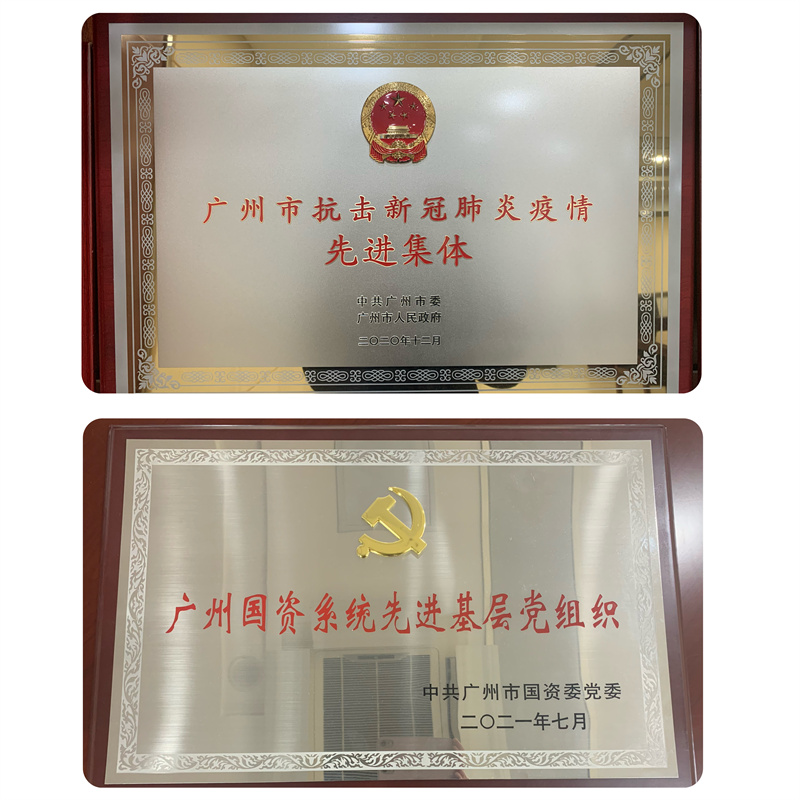 广州市抗击新冠肺炎疫情
先进集体
中共广州市委
广州市人民政府
二〇二〇年十二月
广州国资系统先进基层党组织
中共广州市国资委党委
二〇二一年七月